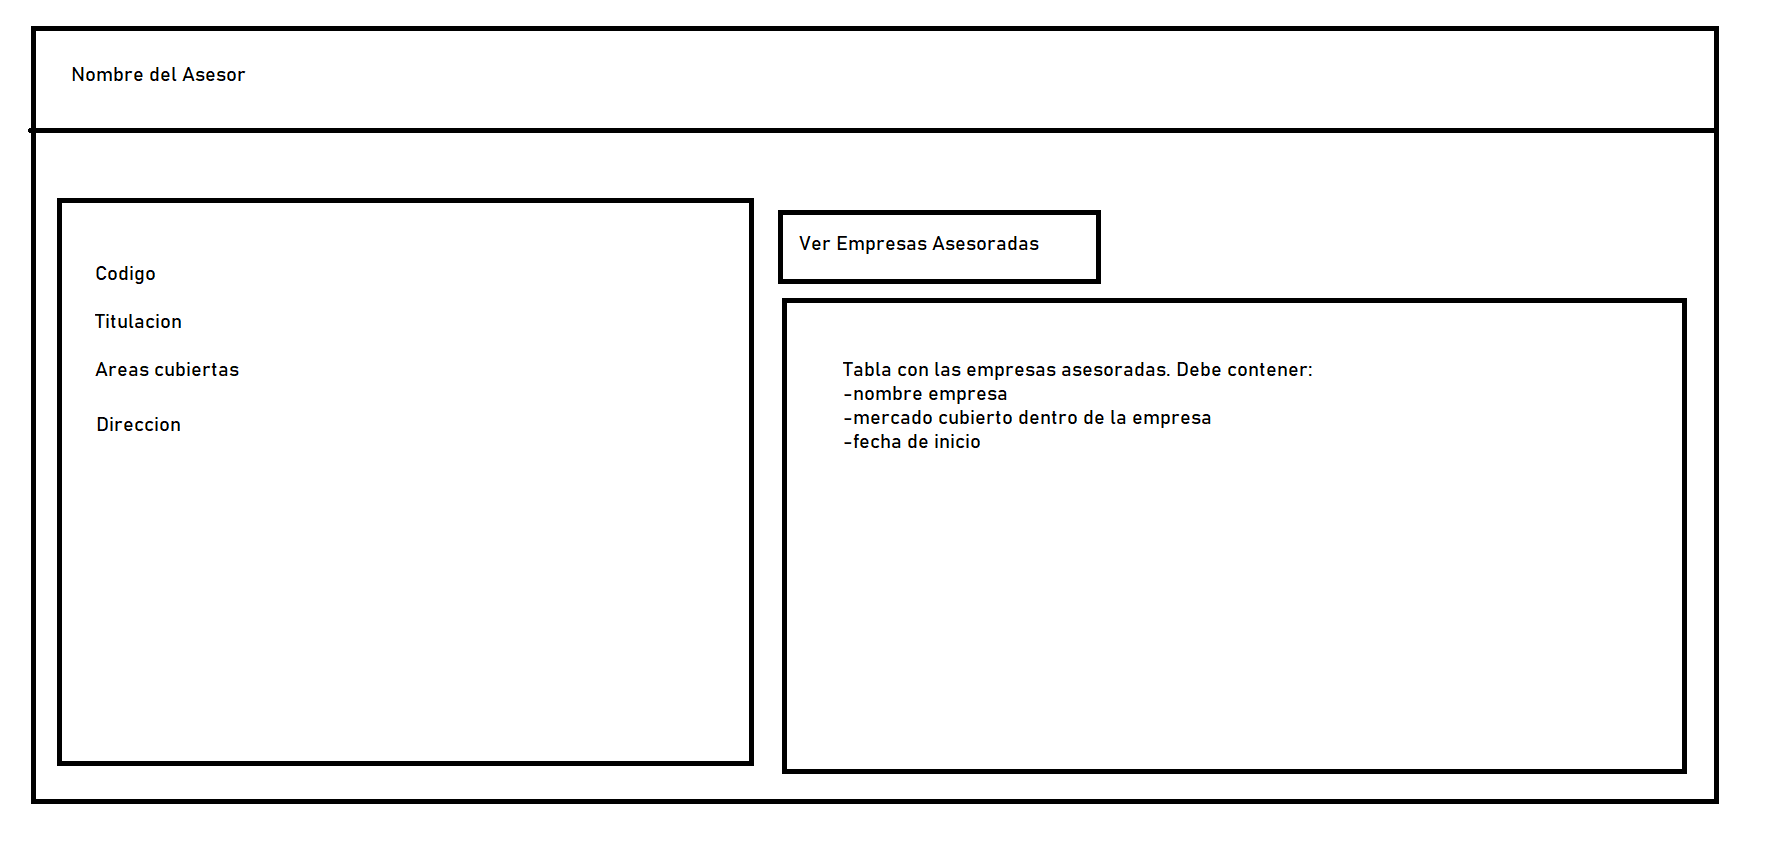 Nombre del Asesor
Codigo
Titulacion
Areas cubiertas
Direccion
Ver Empresas Asesoradas
Tabla con las empresas asesoradas. Debe contener:
-nombre empresa
-mercado cubierto dentro de la empresa
-fecha de inicio